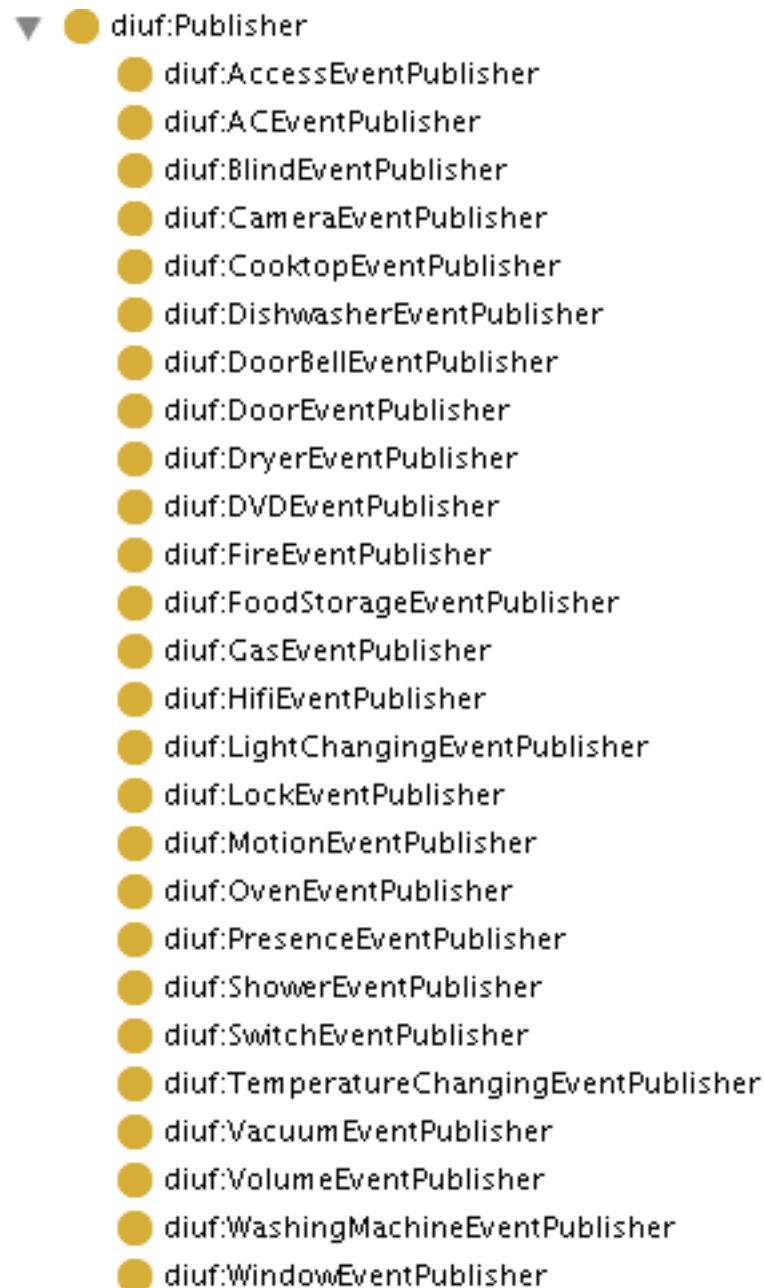 diuf:Publisher
diuf:AccessEventPublisher
diuf:ACEventPublisher
diuf:BlindEventPublisher
diuf:CameraEventPublisher
diuf:CooktopEventPublisher
diuf:DishwasherEventPublisher
diuf:DoorBellEventPublisher
diuf:DoorEventPublisher
diuf:DryerEventPublisher
diuf:DVDEventPublisher
diuf:FireEventPublisher
diuf:FoodStorageEventPublisher
diuf:GasEventPublisher
diuf:HifiEventPublisher
diuf:LightChangingEventPublisher
diuf:LockEventPublisher
diuf:MotionEventPublisher
diuf:OvenEventPublisher
diuf:PresenceEventPublisher
diuf:ShowerEventPublisher
diuf:SwitchEventPublisher
diuf:TemperatureChangingEventPublisher
diuf:VacuumEventPublisher
diuf:VolumeEventPublisher
diuf:WashingMachineEventPublisher
diuf:WindowEventPublisher